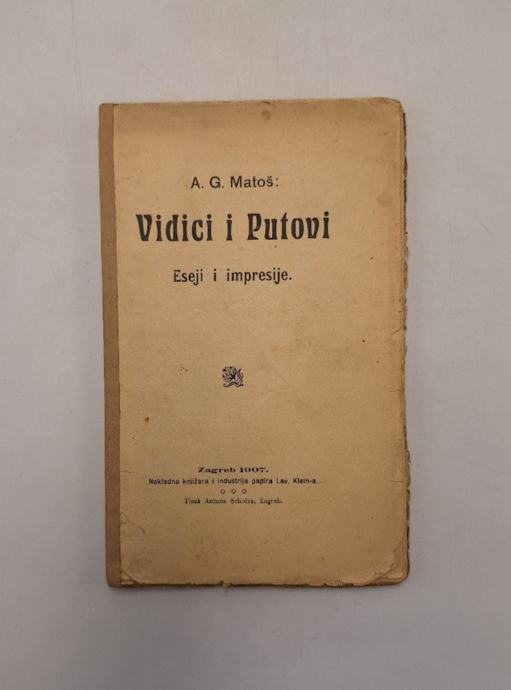 A. G. Matoš:
Vidici i Putovi
Eseji i impresije.
Zagreb 1907.
Nakladna knjižara i industrija papira Lav. Klein-a.
Tisak Antuna Scholza, Zagreb.